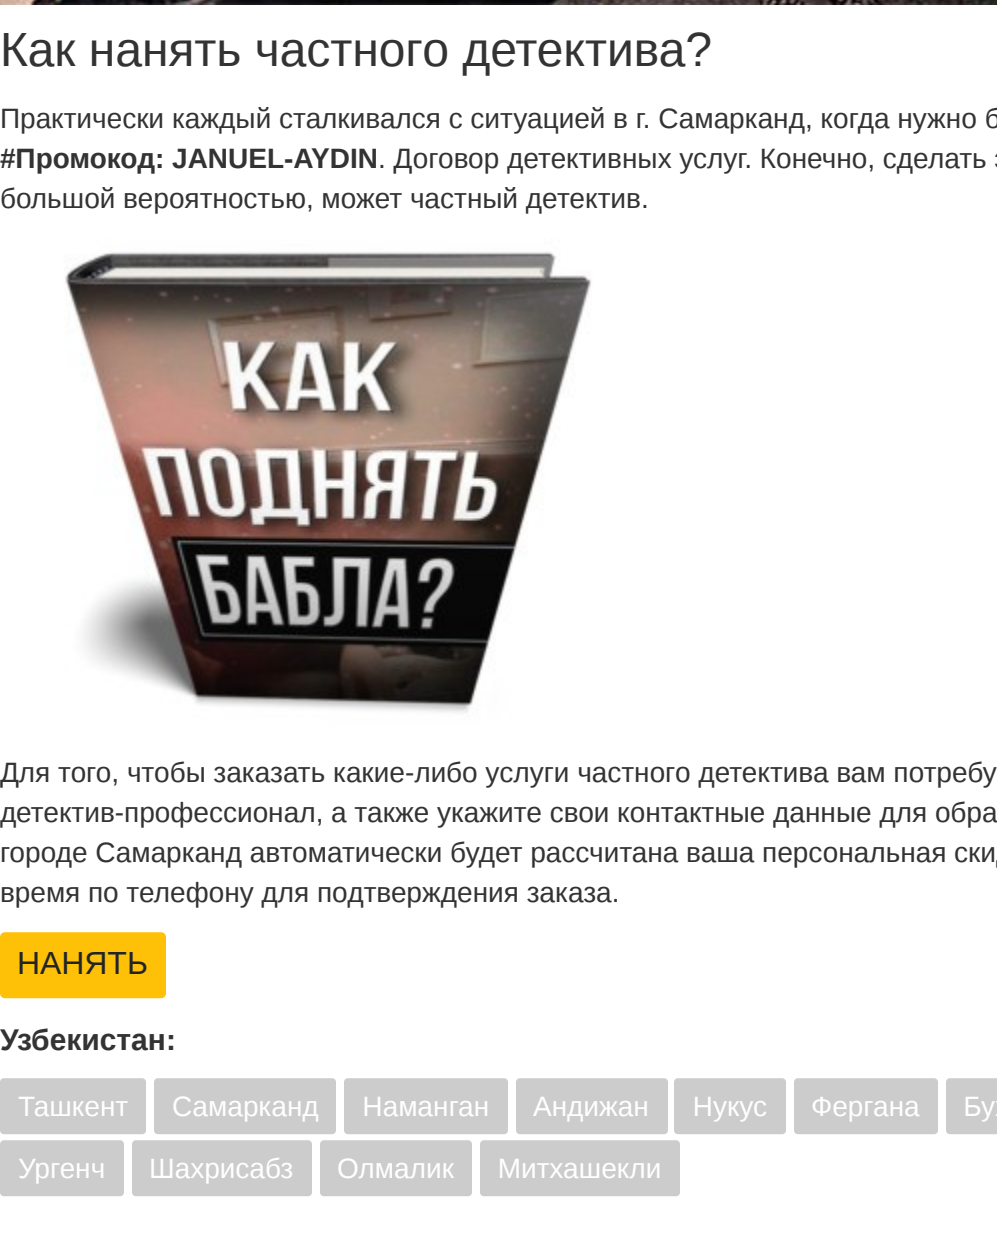 Как нанять частного детектива?
Практически каждый сталкивался с ситуацией в г. Самарканд, когда нужно
#Промокод: JANUEL-AYDIN. Договор детективных услуг. Конечно, сделать
большой вероятностью, может частный детектив.
КАК
ПОДНЯТЬ
БАБЛА?
Для того, чтобы заказать какие-либо услуги частного детектива вам потребу
детектив-профессионал, а также укажите свои контактные данные для обра
городе Самарканд автоматически будет рассчитана ваша персональная ски
время по телефону для подтверждения заказа.
НАНЯТЬ
Узбекистан:
Ташкент Самарканд Наманган Андижан Нукус Фергана Бу
Ургенч Шахрисабз Олмалик Митхашекли